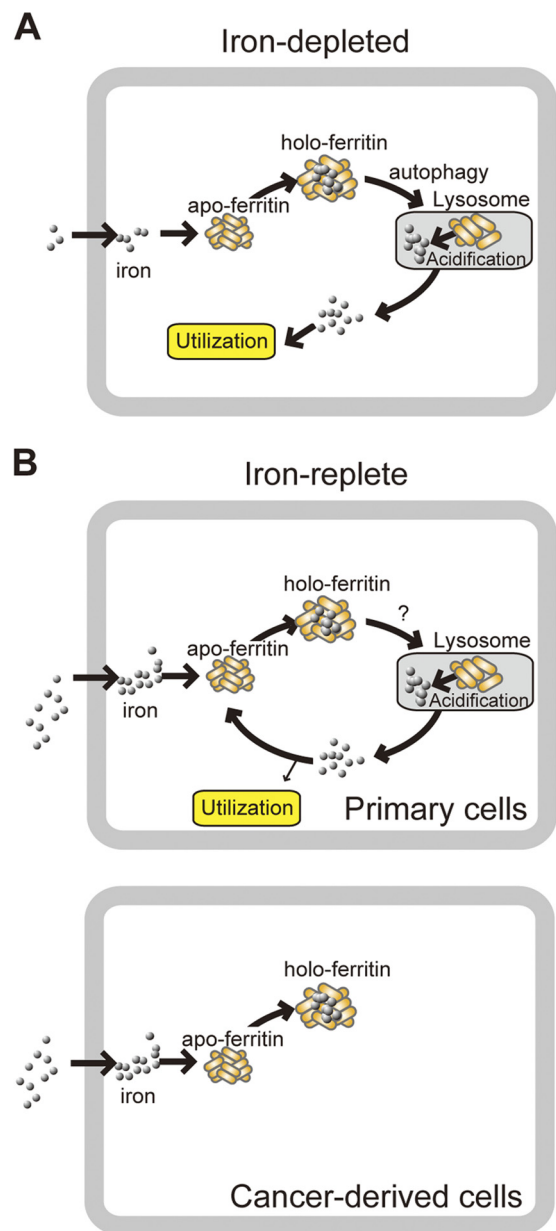 A
Iron-depleted
holo-ferritin
autophagy
apo-ferritin
Lysosome
iron
Acidification
Utilization
B
Iron-replete
holo-ferritin
?
apo-ferritin
Lysosome
iron
Acidification
Utilization
Primary cells
holo-ferritin
apo-ferritin
iron
Cancer-derived cells